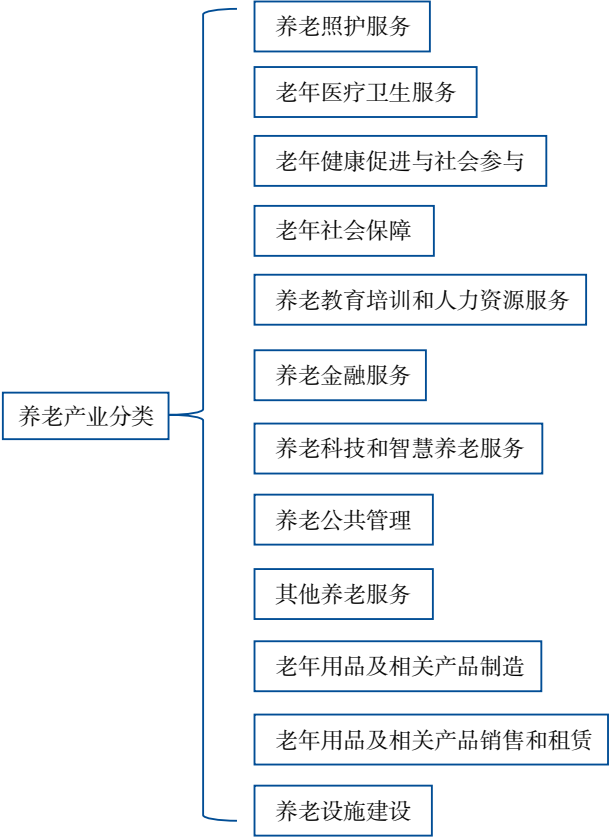 养老照护服务
老年医疗卫生服务
老年健康促进与社会参与
老年社会保障
养老教育培训和人力资源服务
养老金融服务
养老产业分类
养老科技和智慧养老服务
养老公共管理
其他养老服务
老年用品及相关产品制造
老年用品及相关产品销售和租赁
养老设施建设